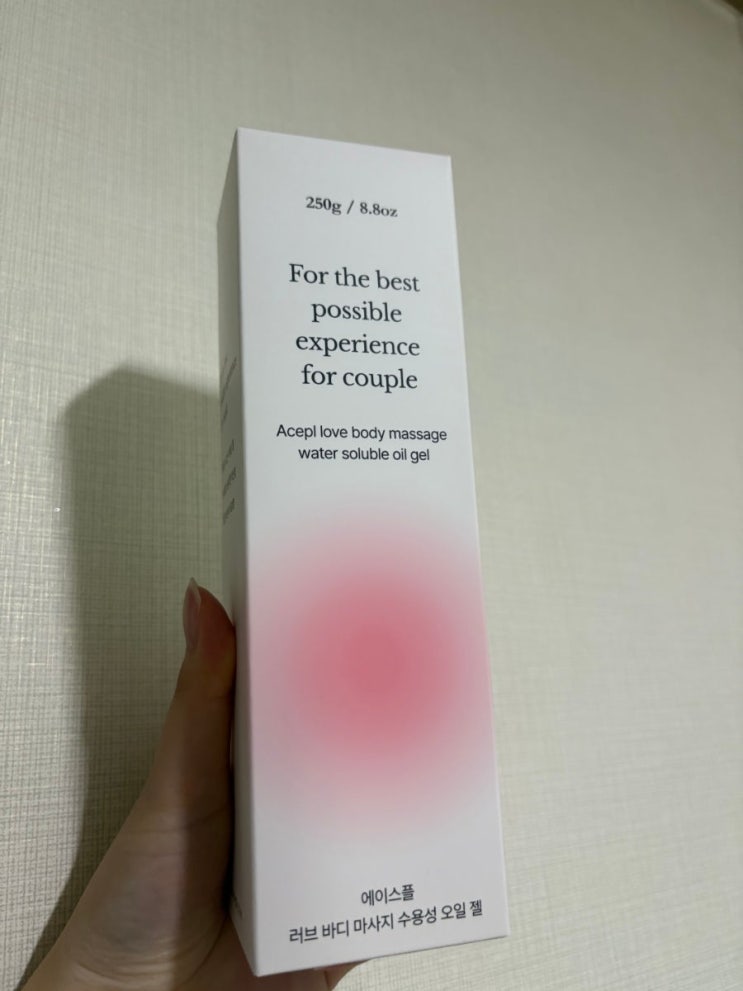 250g / 8.8oz
For the best
possible
experience
for couple
Acepl love body massage
water soluble oil gel
에이스플
러브 바디 마사지 수용성 오일 젤